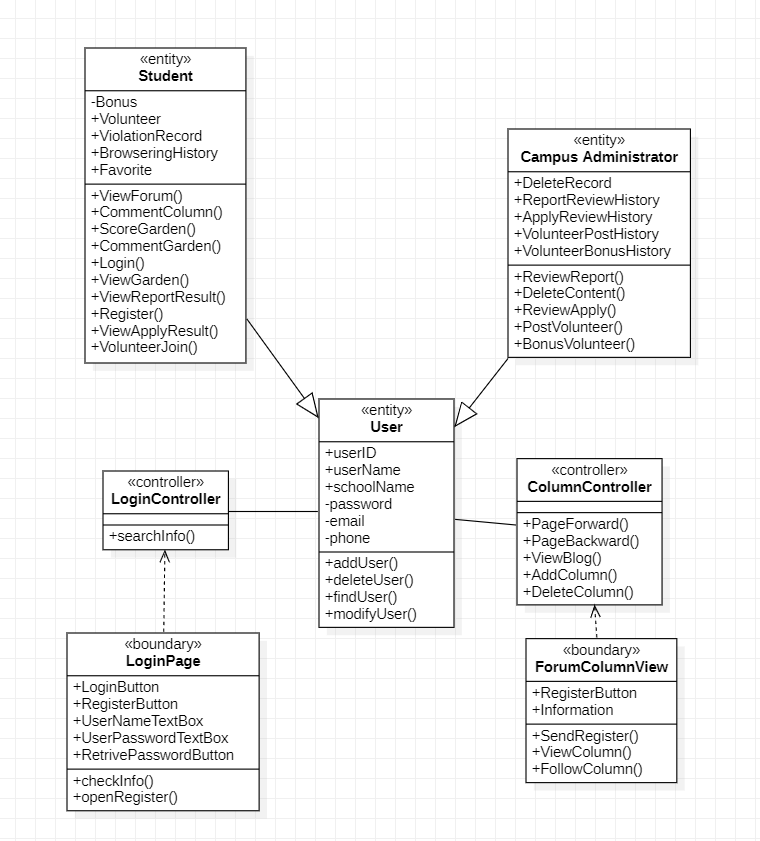 «entity»
Student
-Bonus
+Volunteer
+ViolationRecord
+BrowseringHistory
+Favorite
+ViewForum()
+CommentColumn()
+ScoreGarden()
+CommentGarden()
+Login()
+ViewGarden()
+ViewReportResult()
+Register()
+ViewApplyResult()
+VolunteerJoin()
«entity»
Campus Administrator
+DeleteRecord
+ReportReviewHistory
+ApplyReviewHistory
+VolunteerPostHistory
+VolunteerBonusHistory
+ReviewReport()
+DeleteContent()
+ReviewApply()
+PostVolunteer()
+BonusVolunteer()
«entity»
User
+userID
+userName
+schoolName
-password
-email
-phone
+addUser()
+deleteUser()
+findUser()
+modifyUser()
«controller»
LoginController
+searchInfo()
«controller»
ColumnController
+PageForward()
+PageBackward()
+ViewBlog()
+AddColumn()
+DeleteColumn()
«boundary»
LoginPage
+LoginButton
+RegisterButton
+UserNameTextBox
+UserPasswordTextBox
+RetrivePasswordButton
+checkInfo()
+openRegister()
«boundary»
ForumColumnView
+RegisterButton
+Information
+SendRegister()
+ViewColumn()
+FollowColumn()